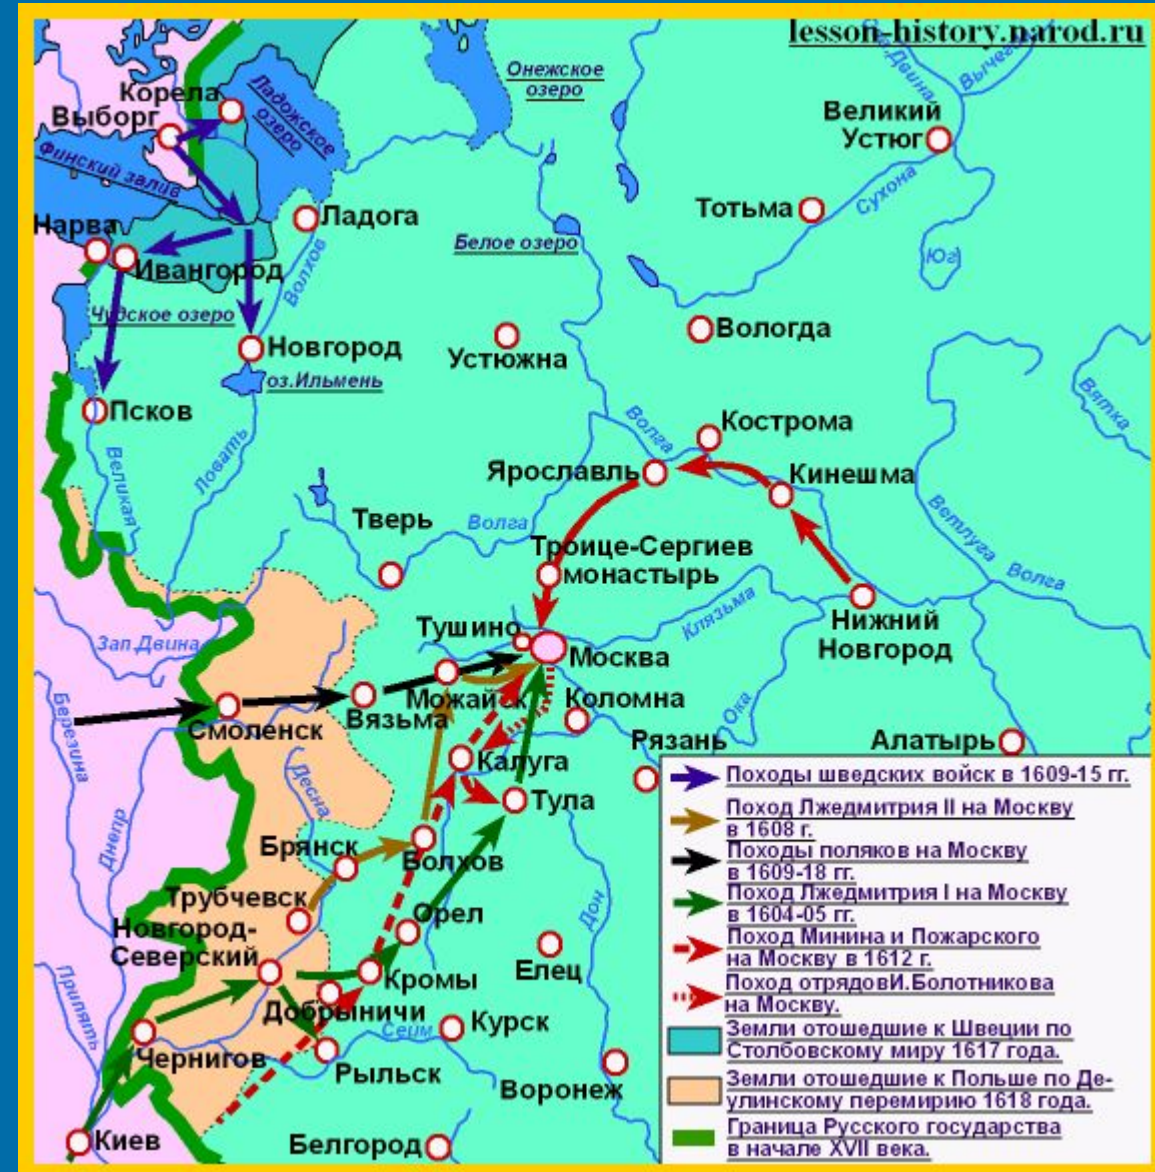 lesson-history.narod.ru
Онежское
озеро
Сев.Двина
Вычегда
Корела
Выборг
Ладожское
озеро
Великий
Устюг
Финский залив
Сухона
Тотьма
Ладога
Нарва
Белое озеро
Юг
Ивангород
Волхов
Чудское озеро
Устюжна
Вологда
Новгород
оз.Ильмень
Псков
Вятка
Волга
Кострома
Великая
Ловать
Ярославль
Кинешма
Тверь
Волга
Ветлуга
Волга
Троице-Сергиев
монастырь
Клязьма
Нижний
Новгород
Зап.Двина
Тушино
Москва
Березина
Можайск
Коломна
Смоленск
Вязьма
Ока
Рязань
Алатырь
Калуга
Десна
Тула
Днепр
Брянск
Болхов
Трубчевск
Орел
Дон
Новгород-
Северский
Елец
Кромы
Припять
Добрыничи
Сейм
Курск
Чернигов
Рыльск
Воронеж
Киев
Белгород
Походы шведских войск в 1609-15 гг.
Поход Лжедмитрия II на Москву
в 1608 г.
Походы поляков на Москву
в 1609-18 гг.
Поход Лжедмитрия I на Москву
в 1604-05 гг.
Поход Минина и Пожарского
на Москву в 1612 г.
Поход отрядовИ.Болотникова
на Москву.
Земли отошедшие к Швеции по
Столбовскому миру 1617 года.
Земли отошедшие к Польше по Де-
улинскому перемирию 1618 года.
Граница Русского государства
в начале XVII века.